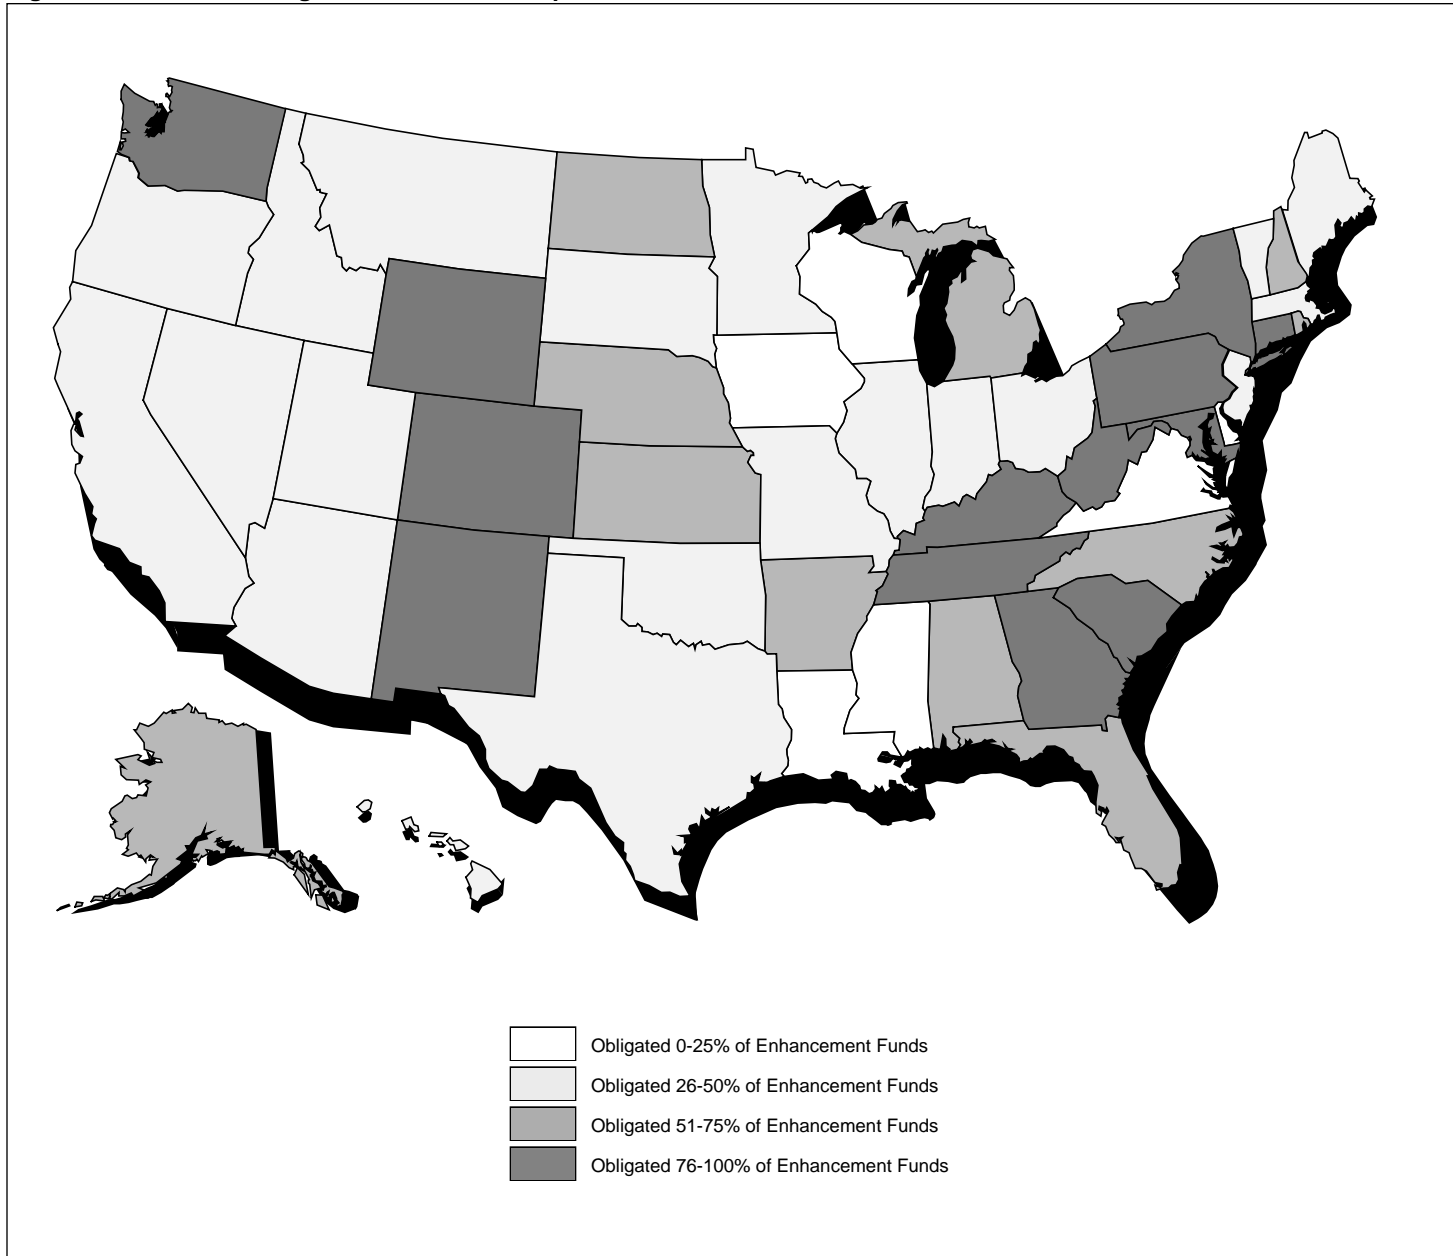 Obligated 0-25% of Enhancement Funds
Obligated 26-50% of Enhancement Funds
Obligated 51-75% of Enhancement Funds
Obligated 76-100% of Enhancement Funds